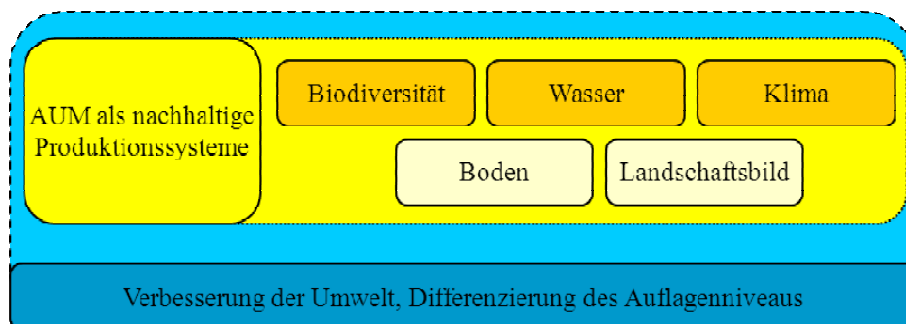 AUM als nachhaltige
Produktionssysteme
Biodiversität
Wasser
Klima
Boden
Landschaftsbild
Verbesserung der Umwelt, Differenzierung des Auflagenniveaus